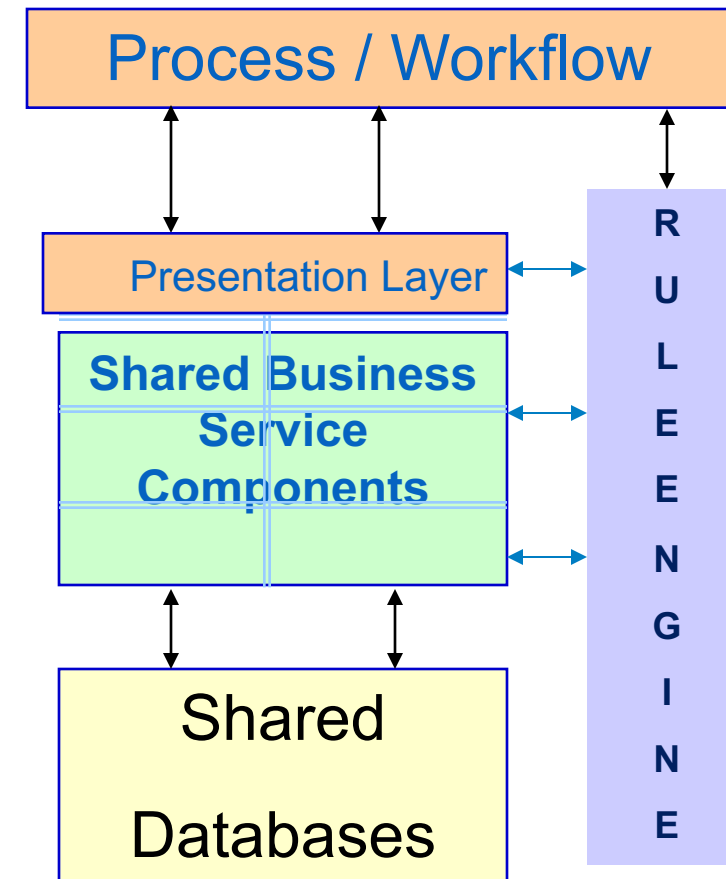 Process / Workflow
Presentation Layer
Shared Business
Service
Components
Shared
Databases
R
U
L
E
E
N
G
I
N
E